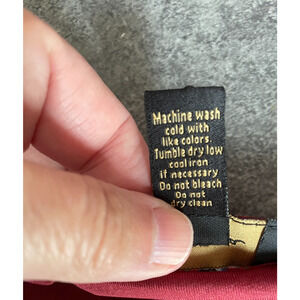 Machine wash
cold with
like colors.
Tumble dry low
cool iron
if necessary
Do not bleach
Do not
dry clean